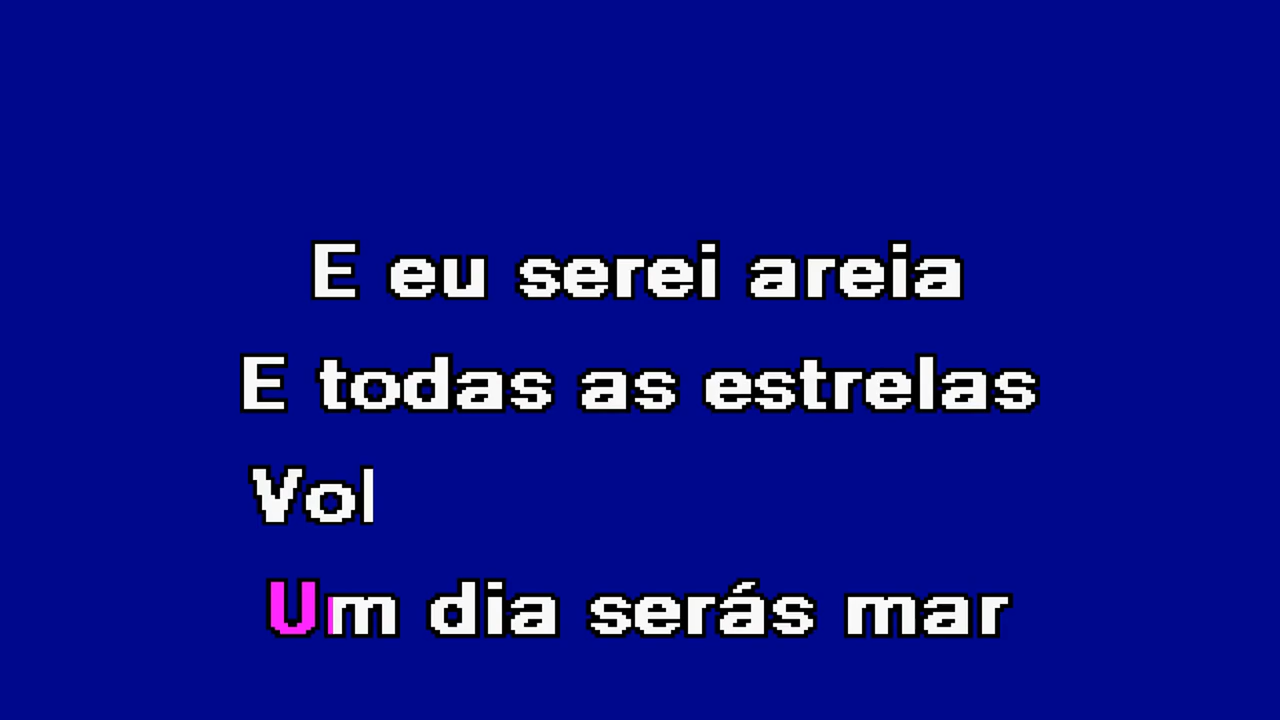 E eu serei areia
E todas as estrelas
Vol
Um dia serás mar